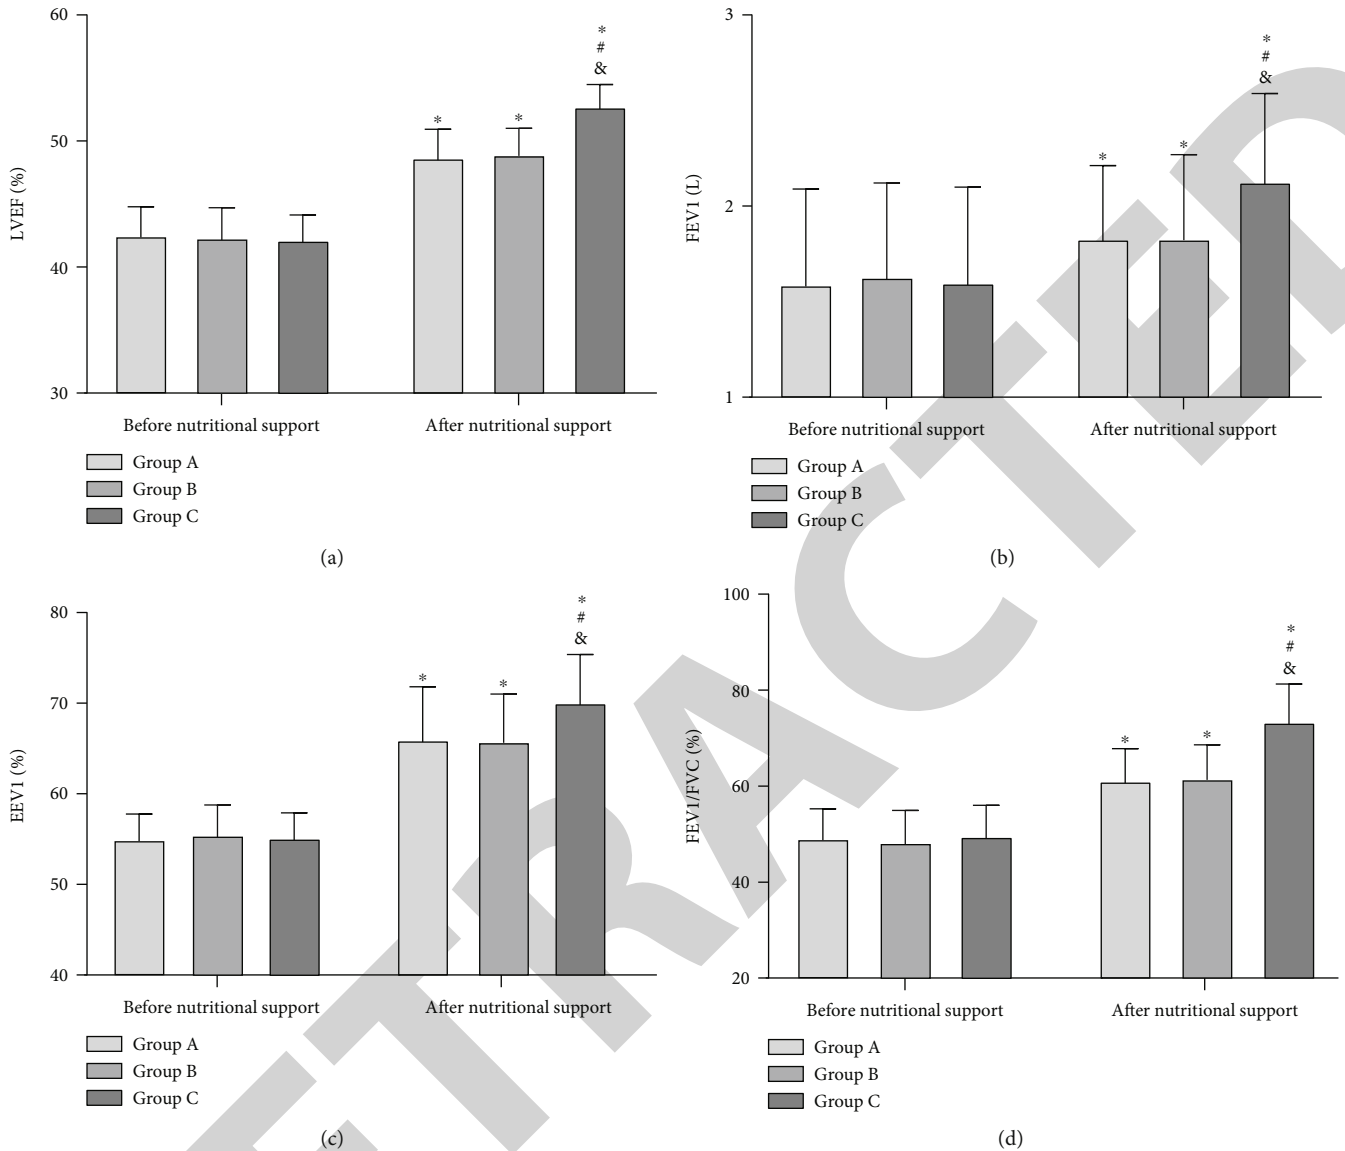 60
50
40
30
LVEF (%)
*
*
*
#
&
Before nutritional support
After nutritional support
Group A
Group B
Group C
(a)
3
2
1
FEV1 (L)
*
*
*
#
&
Before nutritional support
After nutritional support
Group A
Group B
Group C
(b)
80
70
60
50
40
EEV1 (%)
*
*
*
#
&
Before nutritional support
After nutritional support
Group A
Group B
Group C
(c)
100
80
60
40
20
FEV1/FVC (%)
*
*
*
#
&
Before nutritional support
After nutritional support
Group A
Group B
Group C
(d)
ETRACTED